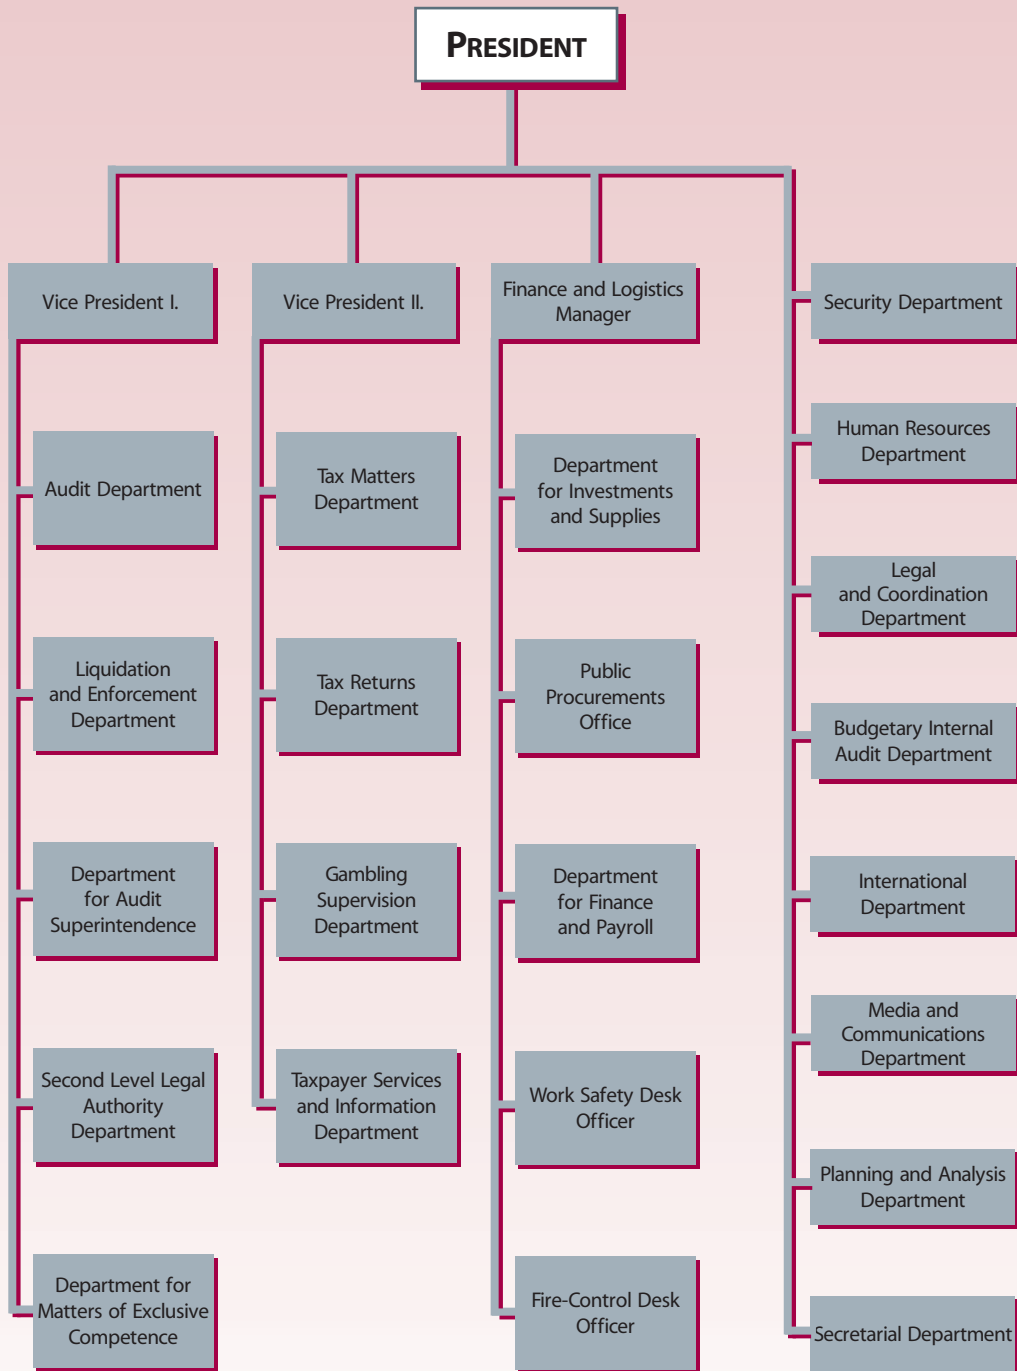 PRESIDENT
Vice President I.
Audit Department
Liquidation
and Enforcement
Department
Department
for Audit
Superintendence
Second Level Legal
Authority
Department
Department for
Matters of Exclusive
Competence
Vice President II.
Tax Matters
Department
Tax Returns
Department
Gambling
Supervision
Department
Taxpayer Services
and Information
Department
Finance and Logistics
Manager
Department
for Investments
and Supplies
Public
Procurements
Office
Department
for Finance
and Payroll
Work Safety Desk
Officer
Fire-Control Desk
Officer
Security Department
Human Resources
Department
Legal
and Coordination
Department
Budgetary Internal
Audit Department
International
Department
Media and
Communications
Department
Planning and Analysis
Department
Secretarial Department